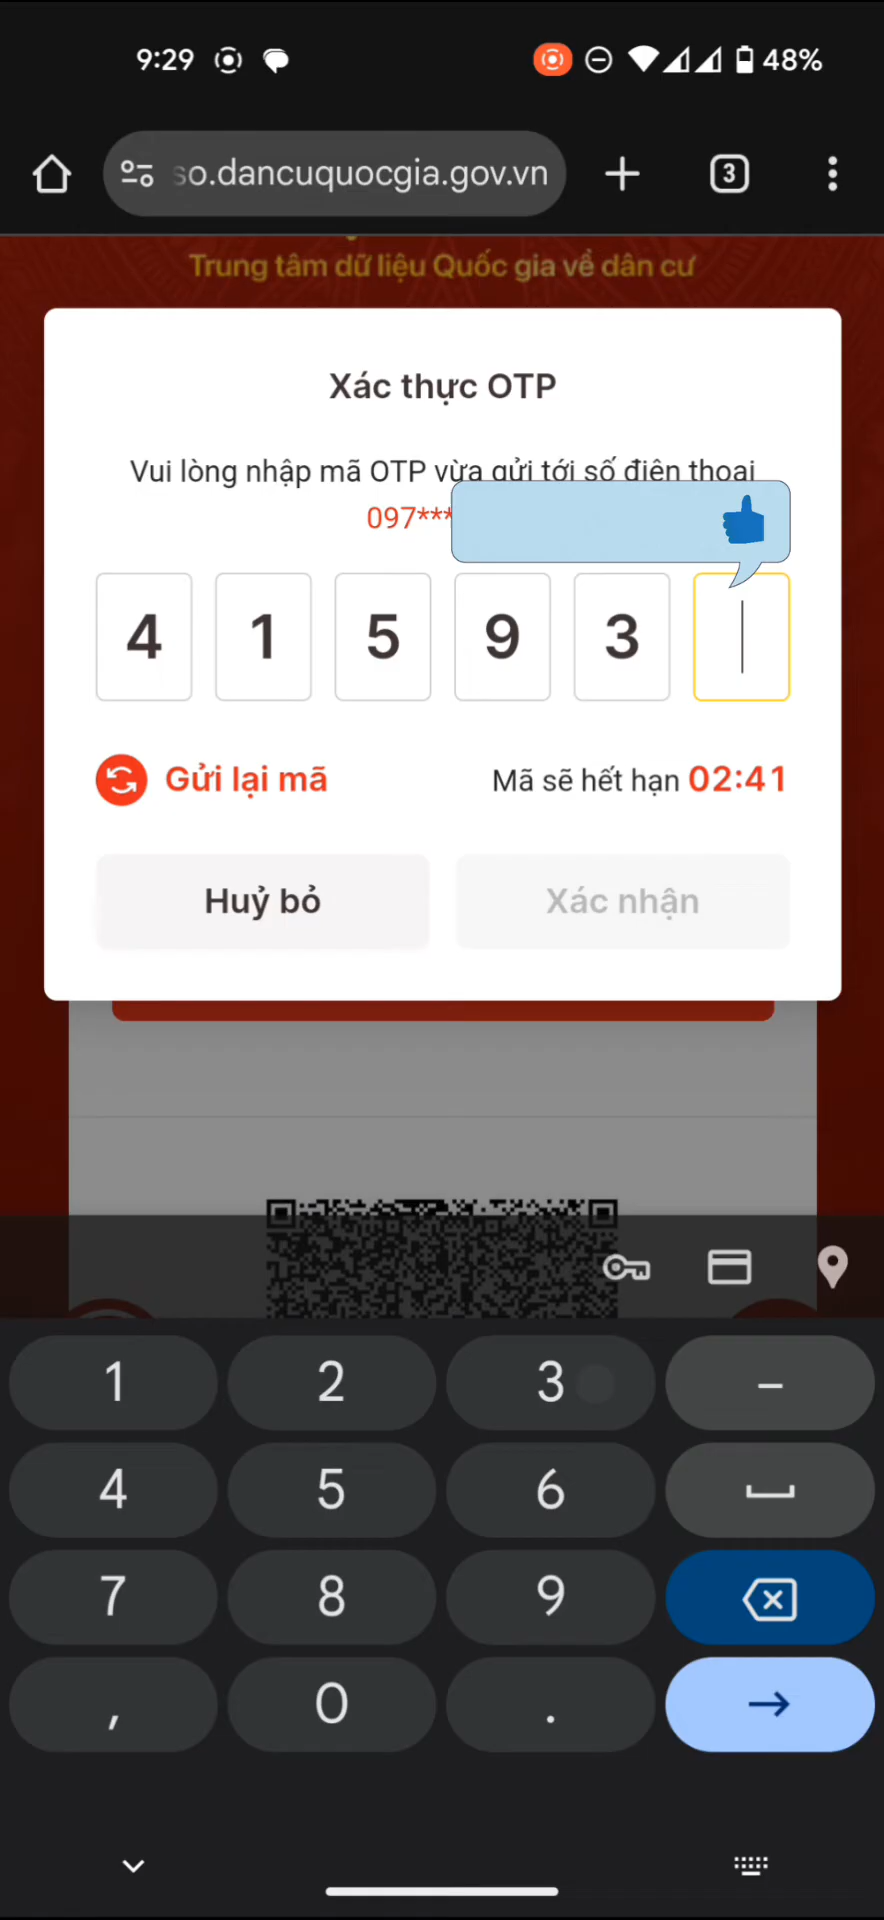 9:29
48%
so.dancuquocgia.gov.vn
3
Trung tâm dữ liệu Quốc gia về dân cư
Xác thực OTP
Vui lòng nhập mã OTP vừa gửi tới số điện thoại
097***
4 1 5 9 3
Gửi lại mã
Mã sẽ hết hạn 02:41
Huỷ bỏ
Xác nhận
1 2 3 –
4 5 6
7 8 9
, 0 .